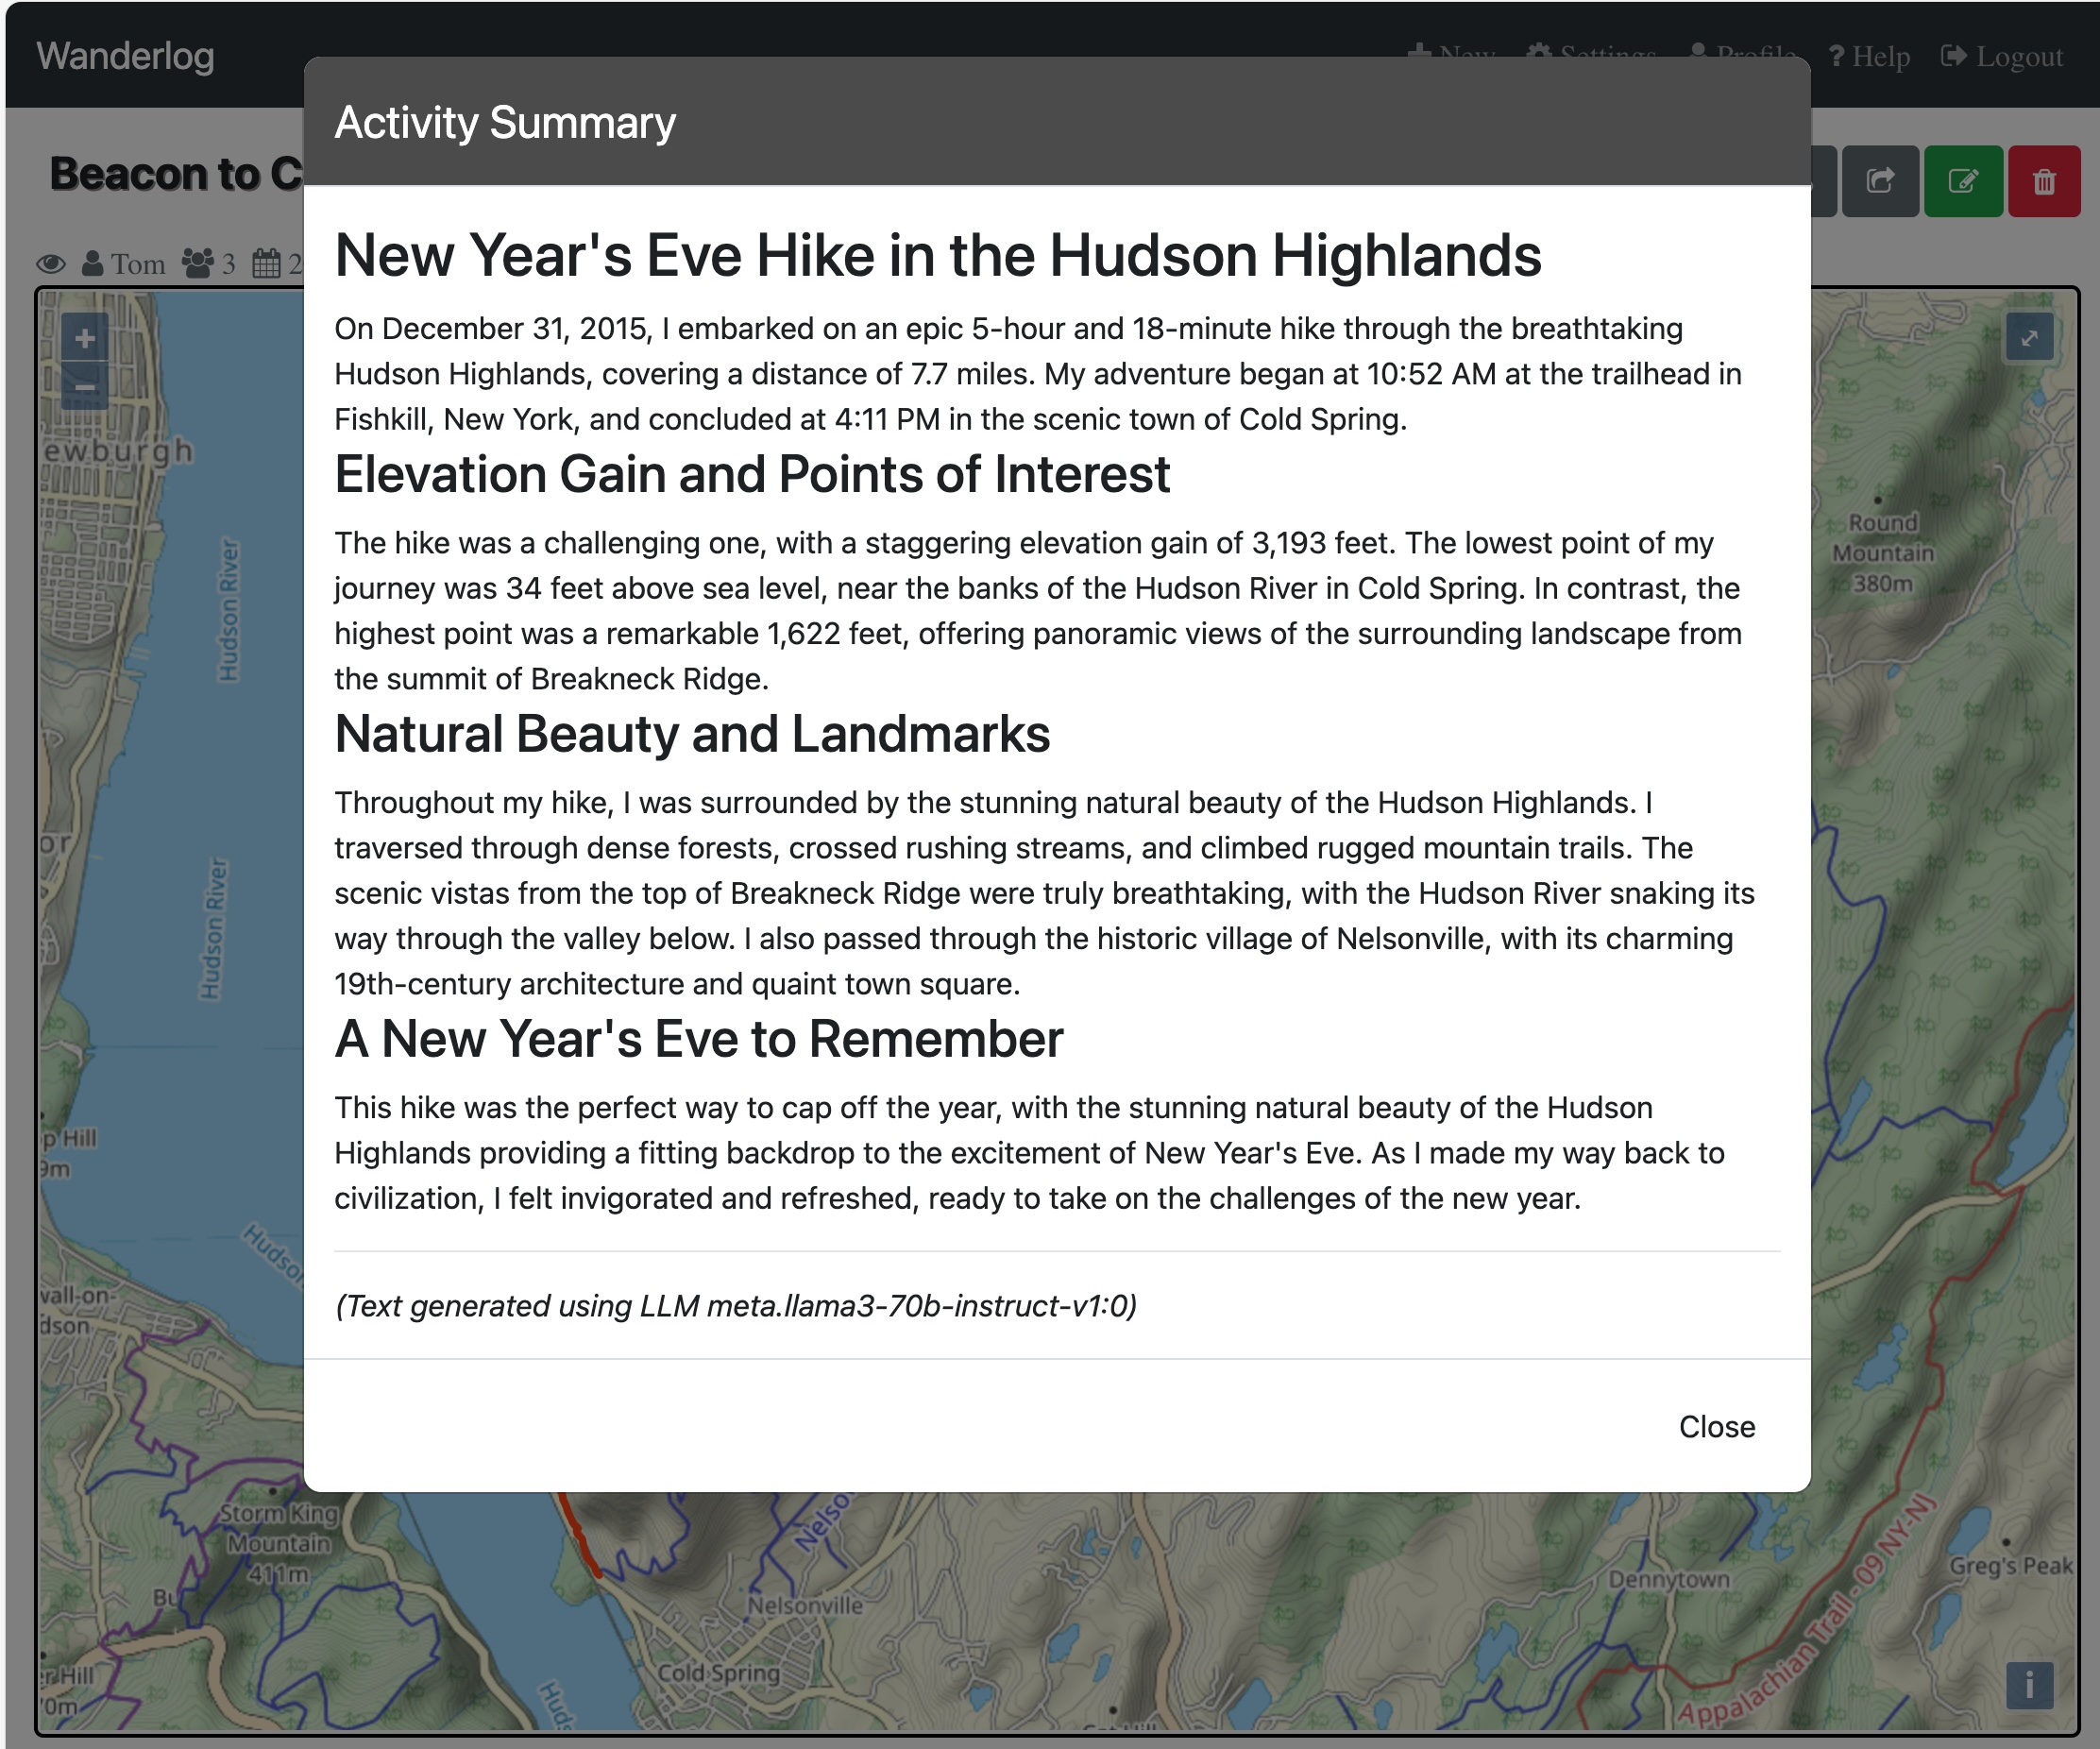 Wanderlog
New Settings Profile Help Logout
Activity Summary
Beacon to C
Tom 3 2
New Year's Eve Hike in the Hudson Highlands
On December 31, 2015, I embarked on an epic 5-hour and 18-minute hike through the breathtaking
Hudson Highlands, covering a distance of 7.7 miles. My adventure began at 10:52 AM at the trailhead in
Fishkill, New York, and concluded at 4:11 PM in the scenic town of Cold Spring.
Elevation Gain and Points of Interest
The hike was a challenging one, with a staggering elevation gain of 3,193 feet. The lowest point of my
journey was 34 feet above sea level, near the banks of the Hudson River in Cold Spring. In contrast, the
highest point was a remarkable 1,622 feet, offering panoramic views of the surrounding landscape from
the summit of Breakneck Ridge.
Natural Beauty and Landmarks
Throughout my hike, I was surrounded by the stunning natural beauty of the Hudson Highlands. I
traversed through dense forests, crossed rushing streams, and climbed rugged mountain trails. The
scenic vistas from the top of Breakneck Ridge were truly breathtaking, with the Hudson River snaking its
way through the valley below. I also passed through the historic village of Nelsonville, with its charming
19th-century architecture and quaint town square.
A New Year's Eve to Remember
This hike was the perfect way to cap off the year, with the stunning natural beauty of the Hudson
Highlands providing a fitting backdrop to the excitement of New Year's Eve. As I made my way back to
civilization, I felt invigorated and refreshed, ready to take on the challenges of the new year.
(Text generated using LLM meta.llama3-70b-instruct-v1:0)
Close
ewburgh
Hudson River
Hudson River
Round
Mountain
380m
or
p Hill
9m
Hudson
wall-on-
dson
Storm King
Mountain
411m
Bu
er Hill
0m
Huds
Nelso
Nelsonville
Cold Spring
Dennytown
Greg's Peak
Appalachian Trail - 09 NY-NJ